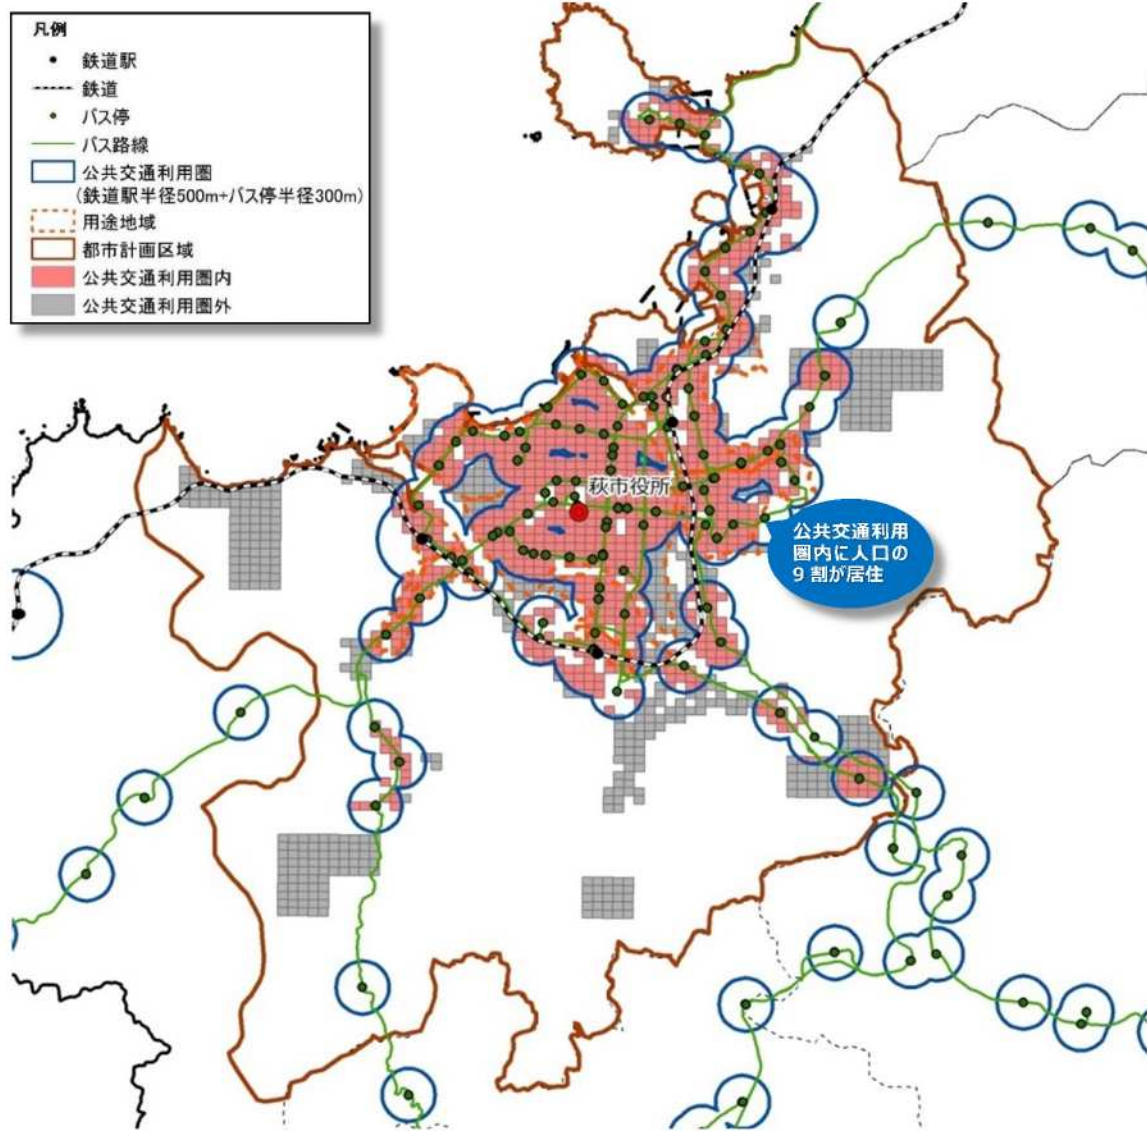 凡例
鉄道駅
鉄道
バス停
バス路線
公共交通利用圏
(鉄道駅半径500m+バス停半径300m)
用途地域
都市計画区域
公共交通利用圏内
公共交通利用圏外
萩市役所
公共交通利用
圏内に人口の
9割が居住